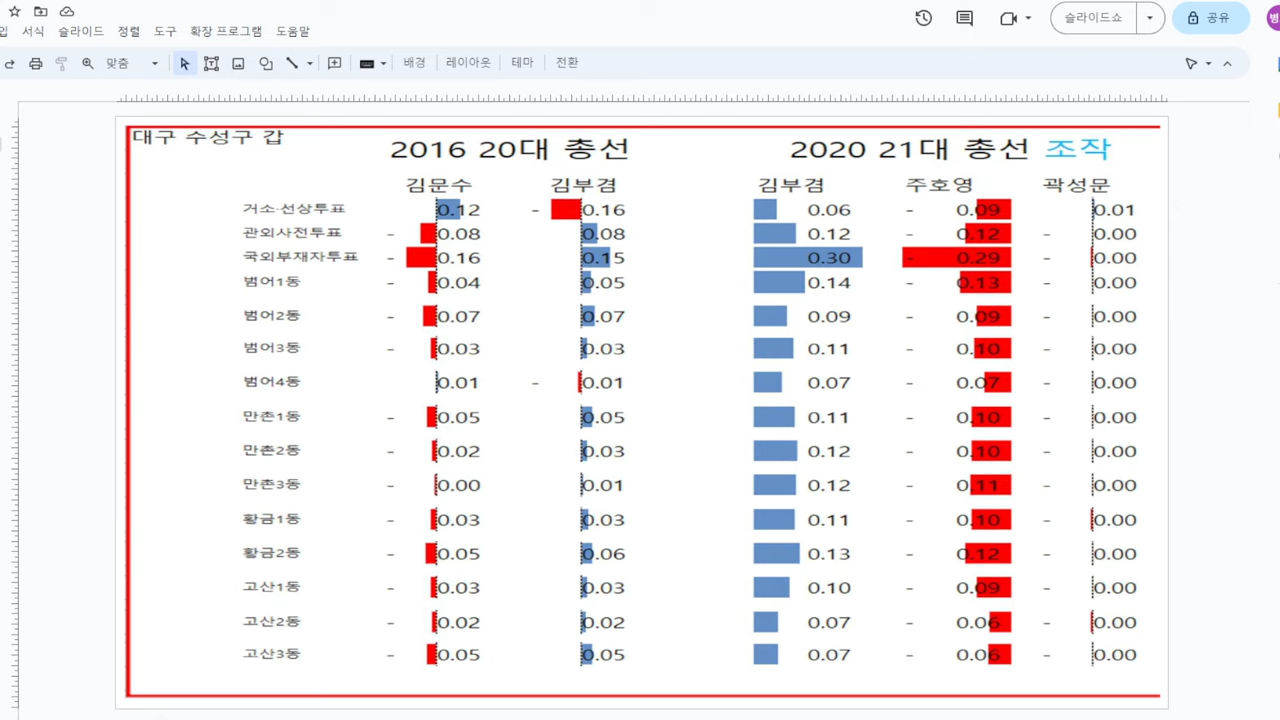 입 서식 슬라이드 정렬 도구 확장 프로그램 도움말
슬라이드쇼 공유 병
맞춤 배경 레이아웃 테마 전환
대구 수성구 갑
2016 20대 총선 2020 21대 총선 조작
김문수 김부겸 김부겸 주호영 곽성문
거소·선상투표 0.12 - 0.16 0.06 - 0.09 0.01
관외사전투표 - 0.08 0.08 0.12 - 0.12 - 0.00
국외부재자투표 - 0.16 0.15 0.30 - 0.29 - 0.00
범어1동 - 0.04 0.05 0.14 - 0.13 - 0.00
범어2동 - 0.07 0.07 0.09 - 0.09 - 0.00
범어3동 - 0.03 0.03 0.11 - 0.10 - 0.00
범어4동 0.01 - 0.01 0.07 - 0.07 - 0.00
만촌1동 - 0.05 0.05 0.11 - 0.10 - 0.00
만촌2동 - 0.02 0.03 0.12 - 0.10 - 0.00
만촌3동 - 0.00 0.01 0.12 - 0.11 - 0.00
황금1동 - 0.03 0.03 0.11 - 0.10 - 0.00
황금2동 - 0.05 0.06 0.13 - 0.12 - 0.00
고산1동 - 0.03 0.03 0.10 - 0.09 - 0.00
고산2동 - 0.02 0.02 0.07 - 0.06 - 0.00
고산3동 - 0.05 0.05 0.07 - 0.06 - 0.00